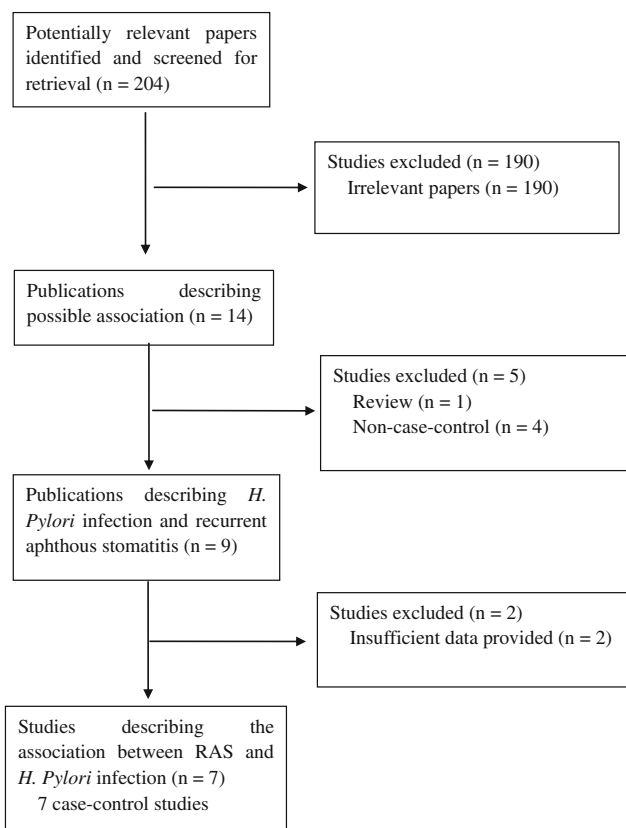 Potentially relevant papers
identified and screened for
retrieval (n = 204)
Studies excluded (n = 190)
Irrelevant papers (n = 190)
Publications describing
possible association (n = 14)
Studies excluded (n = 5)
Review (n = 1)
Non-case-control (n = 4)
Publications describing H.
Pylori infection and recurrent
aphthous stomatitis (n = 9)
Studies excluded (n = 2)
Insufficient data provided (n = 2)
Studies describing the
association between RAS and
H. Pylori infection (n = 7)
7 case-control studies